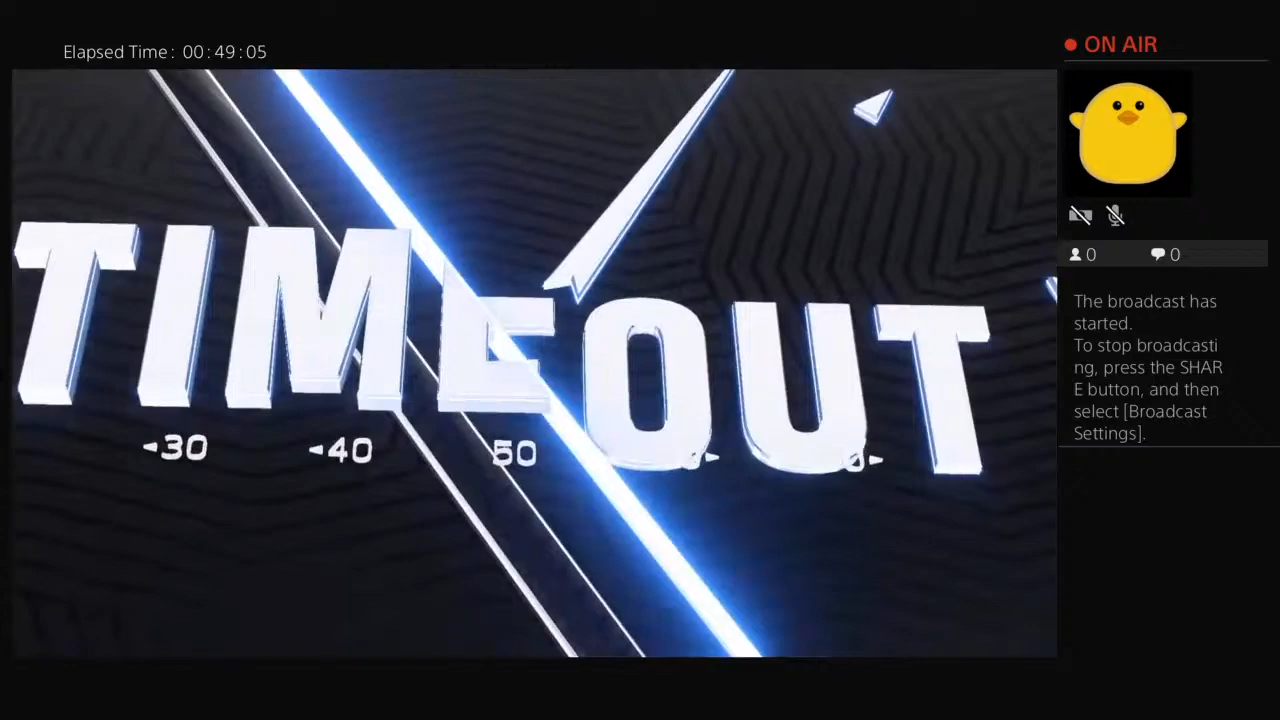 Elapsed Time: 00:49:05
ON AIR
TIMEOUT
◄30 ◄40 50
0 0
The broadcast has
started.
To stop broadcasti
ng, press the SHAR
E button, and then
select [Broadcast
Settings].